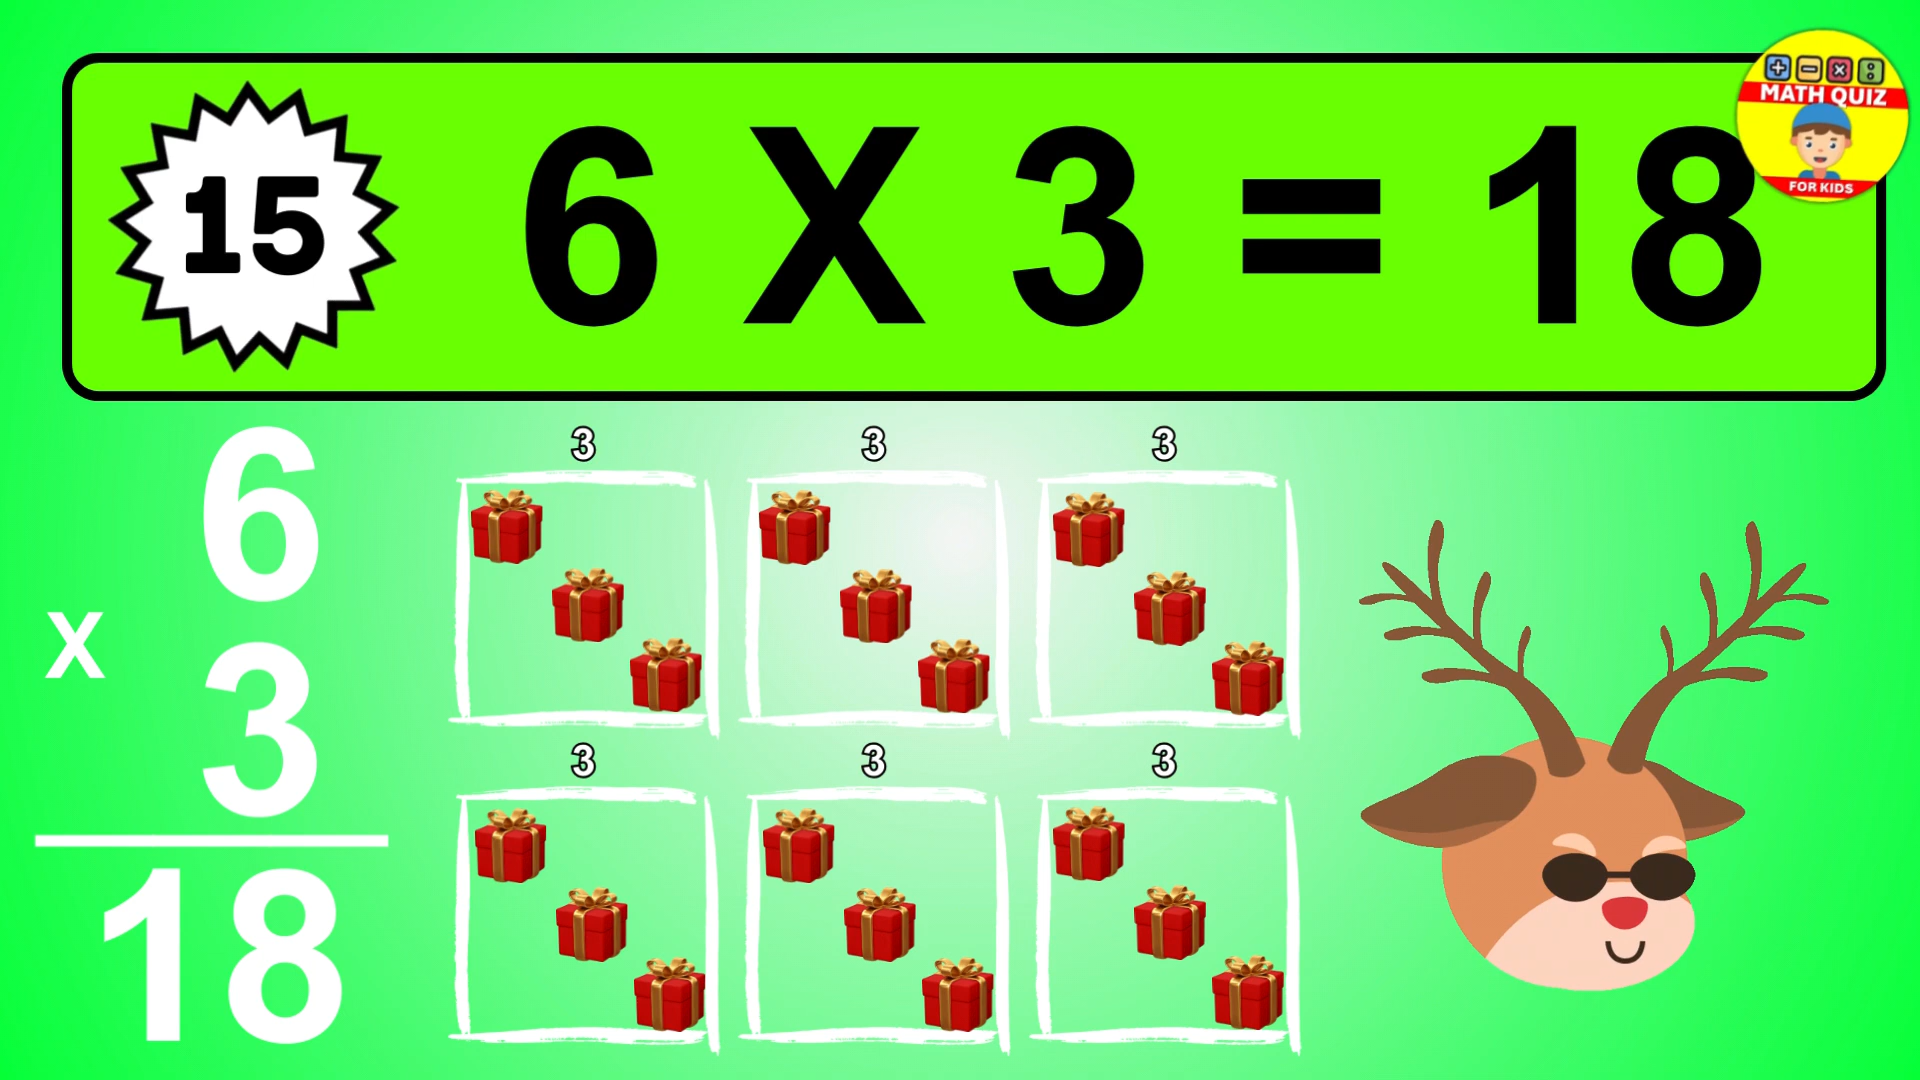 15
6 X 3 = 18
+ - x :
MATH QUIZ
FOR KIDS
6
x
3
18
3 3 3
3 3 3